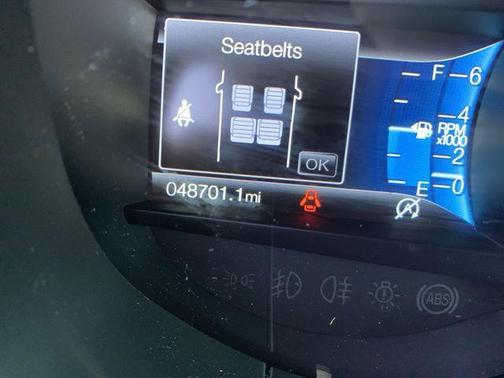 Seatbelts
F 6
4
RPM
x1000
2
OK
E 0
048701.1mi
A
ABS